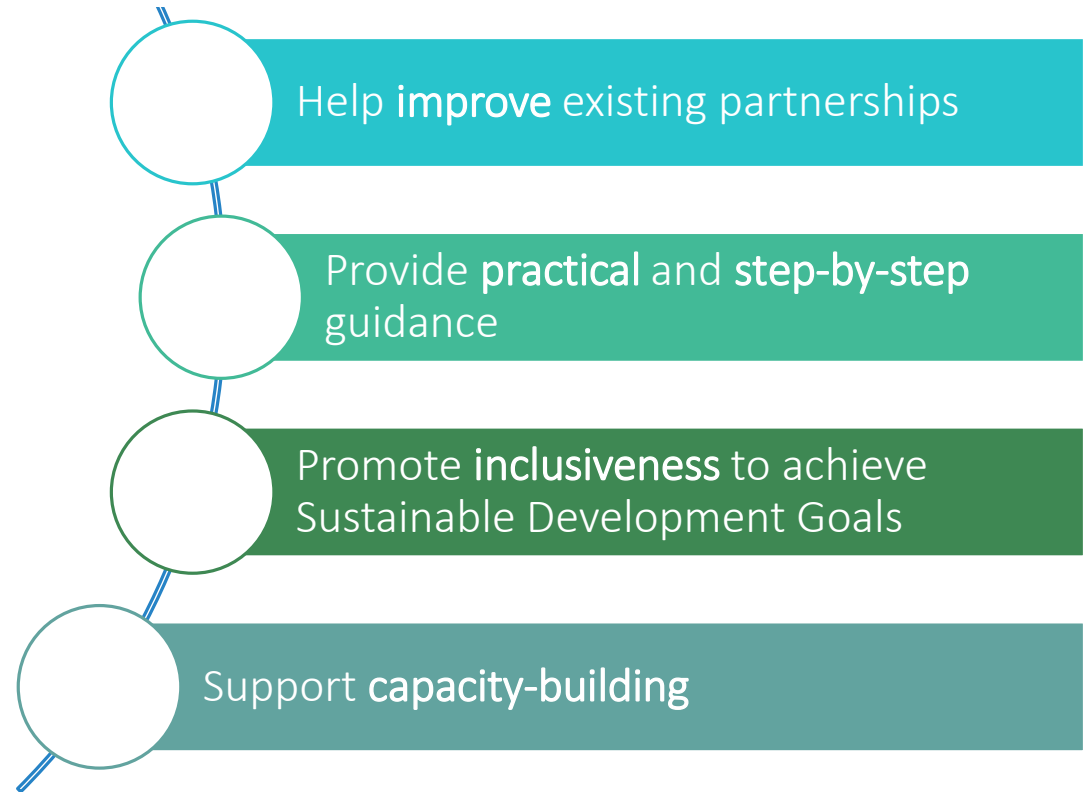 Help improve existing partnerships
Provide practical and step-by-step
guidance
Promote inclusiveness to achieve
Sustainable Development Goals
Support capacity-building